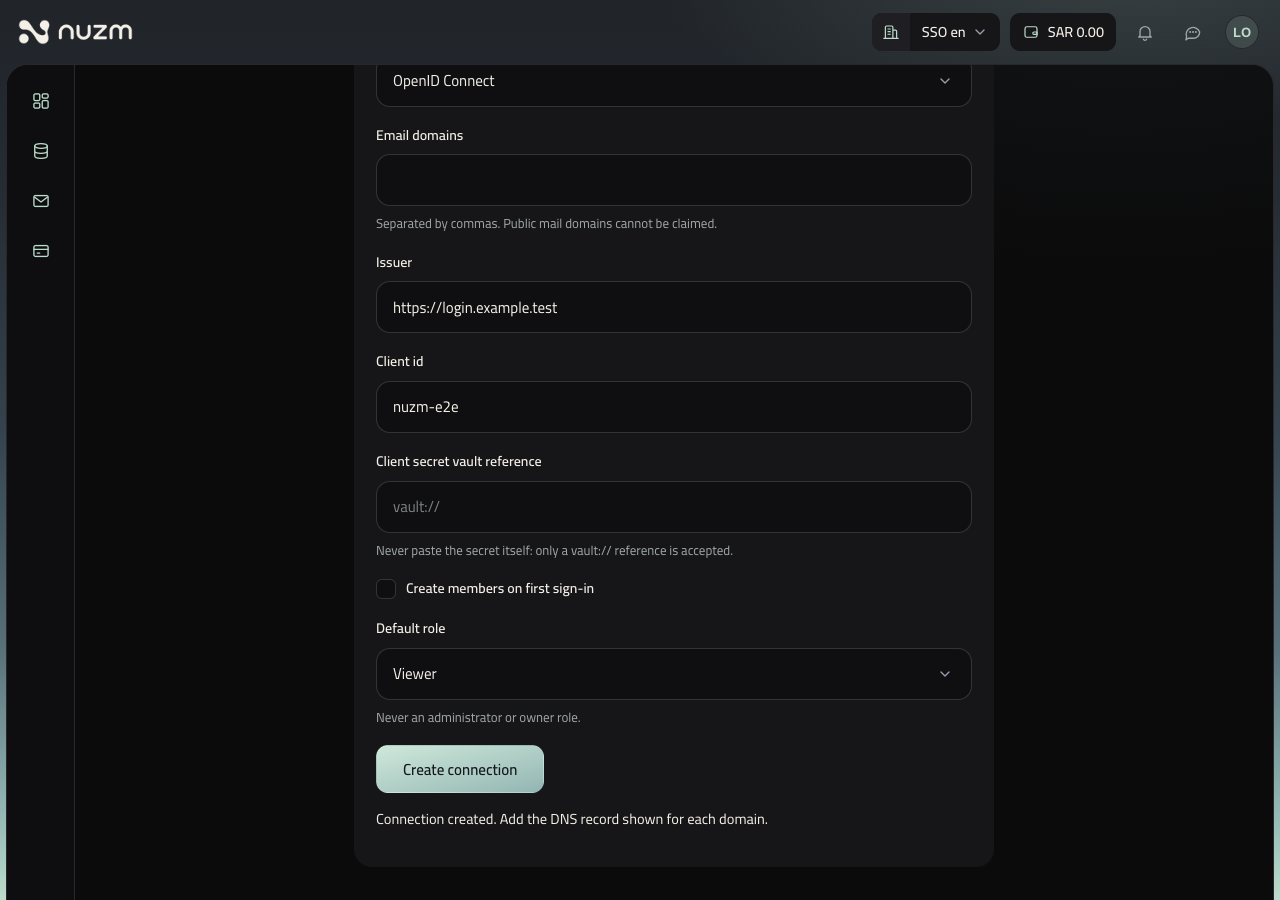 nuzm
SSO en
SAR 0.00
LO
OpenID Connect
Email domains
Separated by commas. Public mail domains cannot be claimed.
Issuer
https://login.example.test
Client id
nuzm-e2e
Client secret vault reference
vault://
Never paste the secret itself: only a vault:// reference is accepted.
Create members on first sign-in
Default role
Viewer
Never an administrator or owner role.
Create connection
Connection created. Add the DNS record shown for each domain.